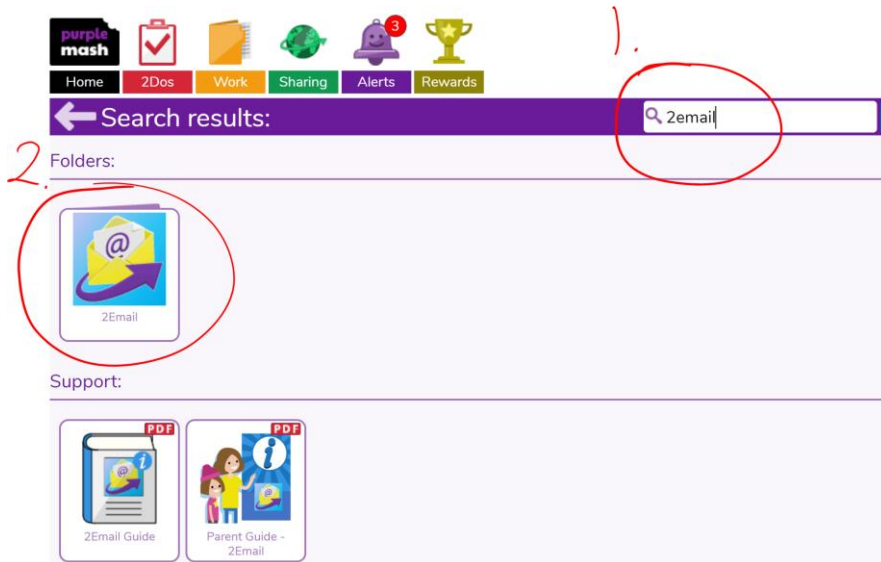 purple
mash
3
1.
Home 2Dos Work Sharing Alerts Rewards
Search results:
2email
2.
Folders:
@
2Email
Support:
PDF
PDF
@
i
i
2Email Guide
Parent Guide -
2Email